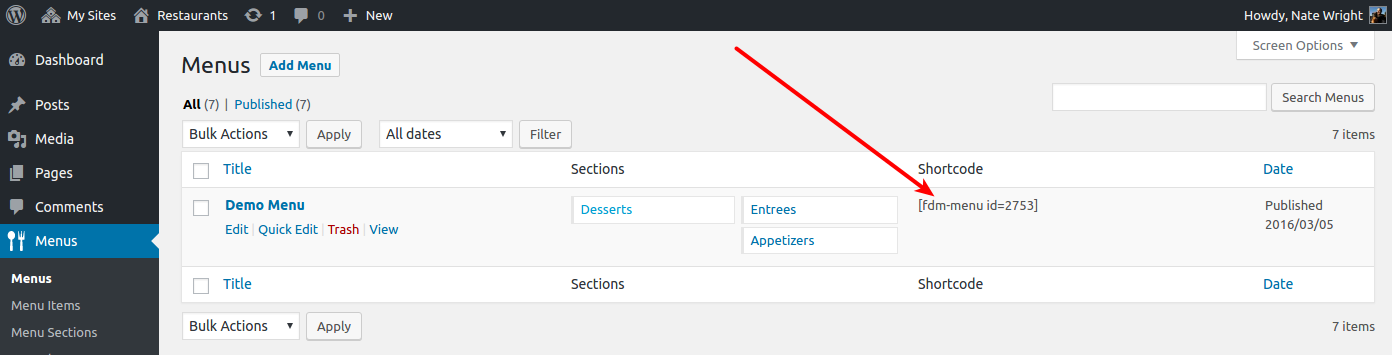 My Sites Restaurants 1 0 New Howdy, Nate Wright
Screen Options
Dashboard
Posts
Media
Pages
Comments
Menus
Menus
Menu Items
Menu Sections
Menus Add Menu
All (7) | Published (7)
Search Menus
Bulk Actions Apply All dates Filter 7 items
Title Sections Shortcode Date
Demo Menu Desserts Entrees [fdm-menu id=2753] Published
Edit | Quick Edit | Trash | View Appetizers 2016/03/05
Title Sections Shortcode Date
Bulk Actions Apply 7 items